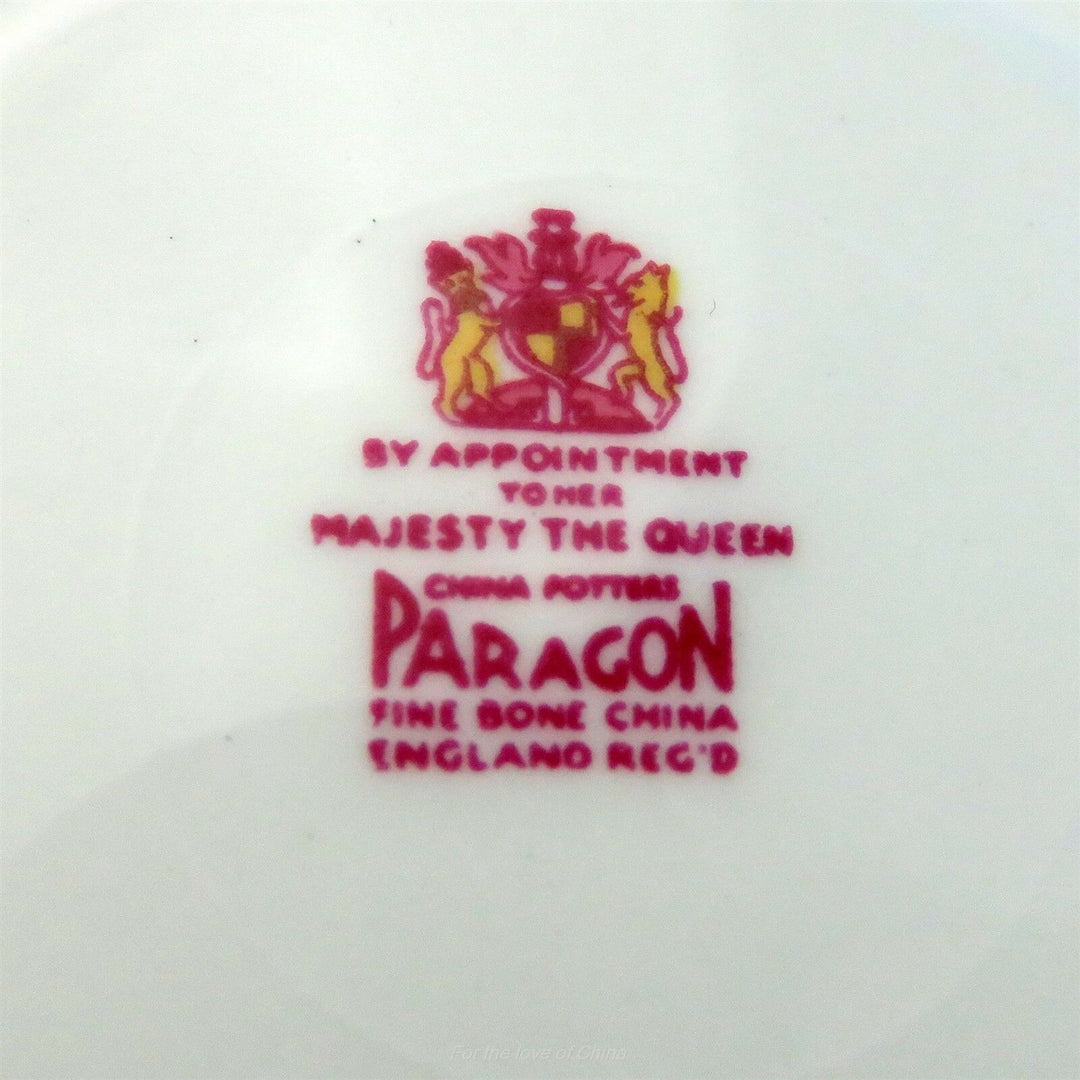 BY APPOINTMENT
TO HER
MAJESTY THE QUEEN
CHINA POTTERS
PARAGON
FINE BONE CHINA
ENGLAND REG'D
For the love of China